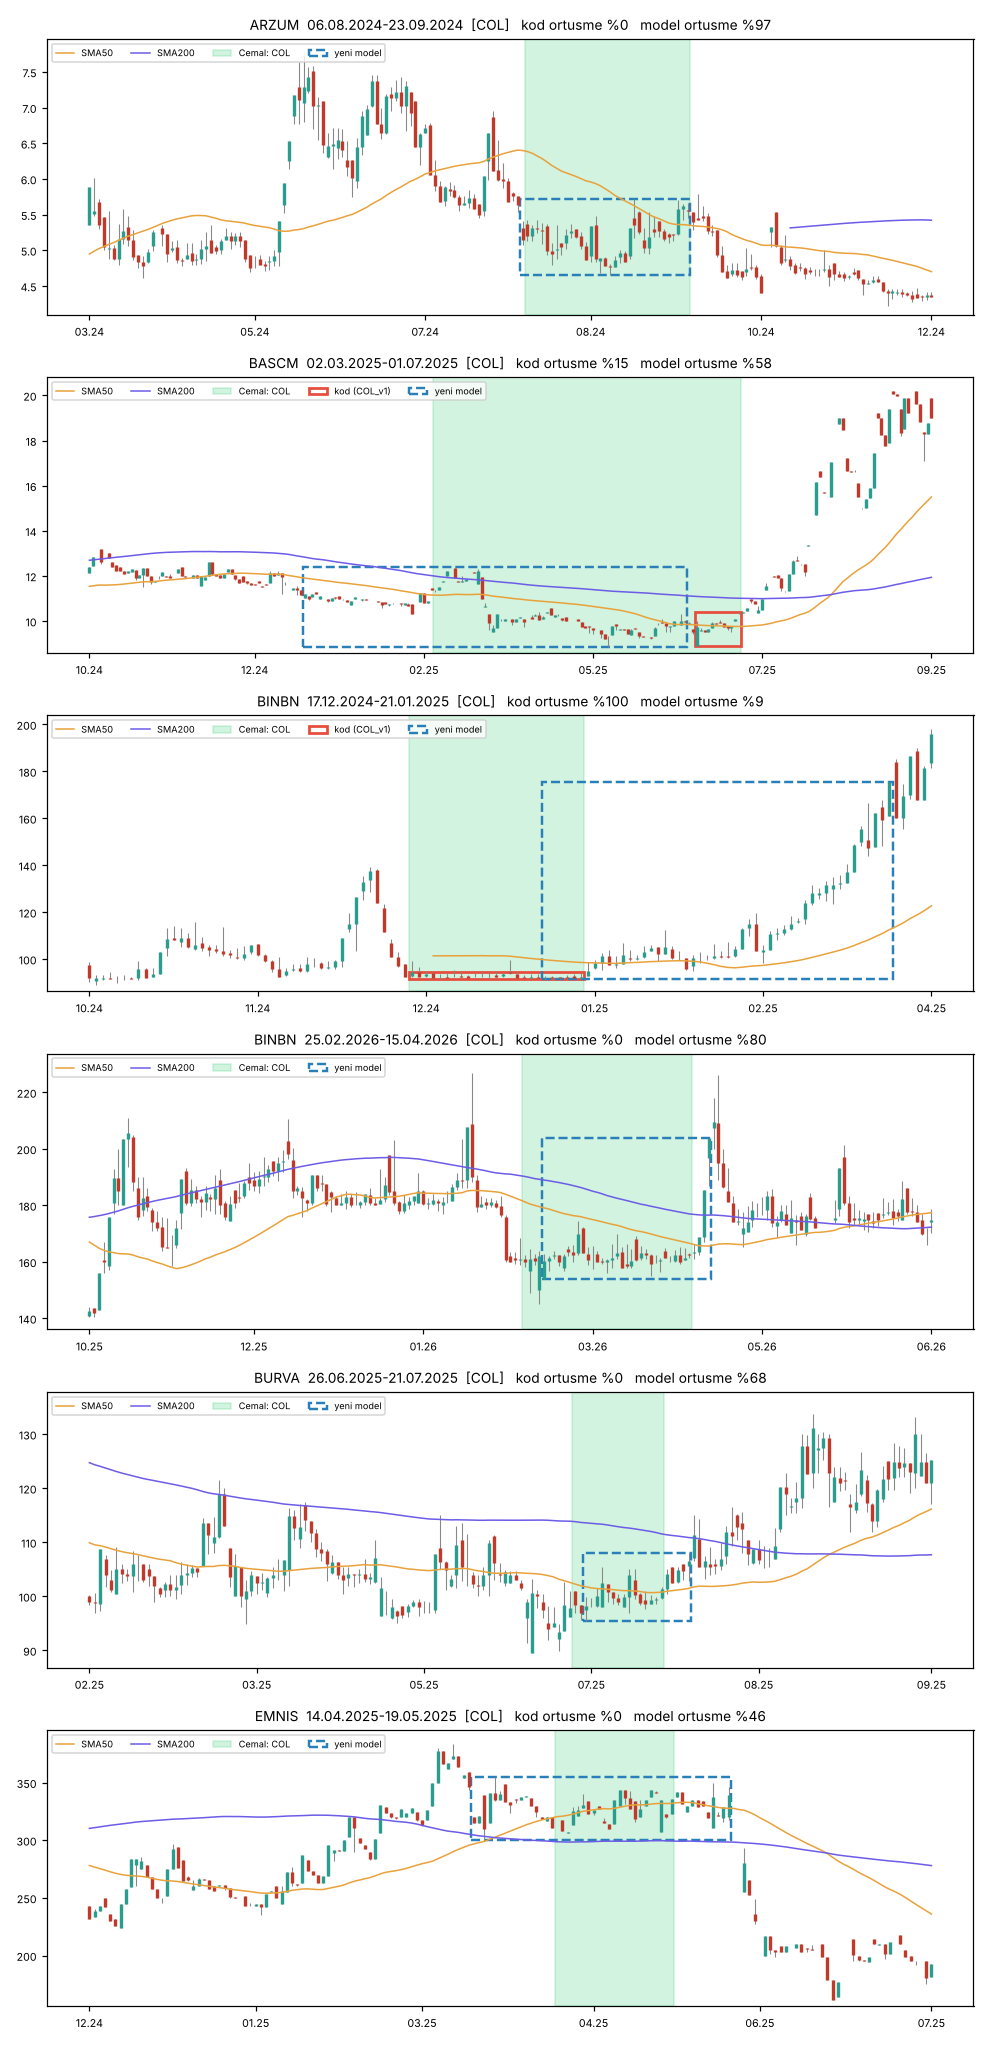 ARZUM  06.08.2024-23.09.2024  [COL]   kod ortusme %0   model ortusme %97
SMA50  SMA200  Cemal: COL  yeni model
7.5
7.0
6.5
6.0
5.5
5.0
4.5
03.24  05.24  07.24  08.24  10.24  12.24
BASCM  02.03.2025-01.07.2025  [COL]   kod ortusme %15   model ortusme %58
SMA50  SMA200  Cemal: COL  kod (COL_v1)  yeni model
20
18
16
14
12
10
10.24  12.24  02.25  05.25  07.25  09.25
BINBN  17.12.2024-21.01.2025  [COL]   kod ortusme %100   model ortusme %9
SMA50  SMA200  Cemal: COL  kod (COL_v1)  yeni model
200
180
160
140
120
100
10.24  11.24  12.24  01.25  02.25  04.25
BINBN  25.02.2026-15.04.2026  [COL]   kod ortusme %0   model ortusme %80
SMA50  SMA200  Cemal: COL  yeni model
220
200
180
160
140
10.25  12.25  01.26  03.26  05.26  06.26
BURVA  26.06.2025-21.07.2025  [COL]   kod ortusme %0   model ortusme %68
SMA50  SMA200  Cemal: COL  yeni model
130
120
110
100
90
02.25  03.25  05.25  07.25  08.25  09.25
EMNIS  14.04.2025-19.05.2025  [COL]   kod ortusme %0   model ortusme %46
SMA50  SMA200  Cemal: COL  yeni model
350
300
250
200
12.24  01.25  03.25  04.25  06.25  07.25